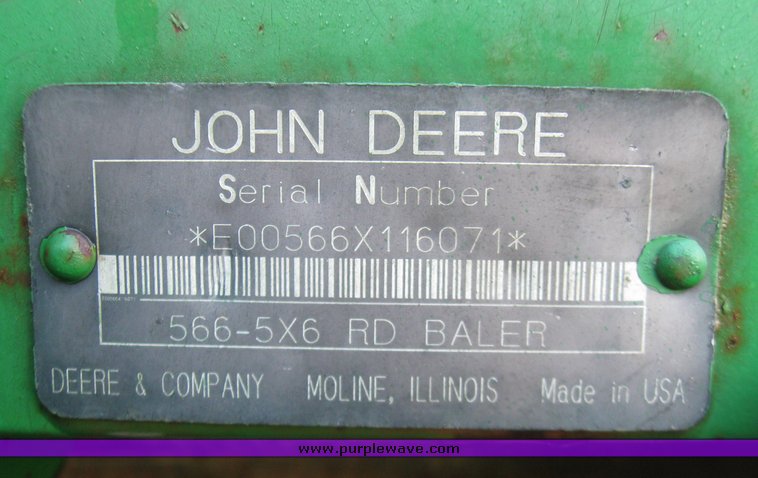 JOHN DEERE
Serial Number
*E00566X116071*
566-5X6 RD BALER
DEERE & COMPANY MOLINE, ILLINOIS Made in USA
www.purplewave.com